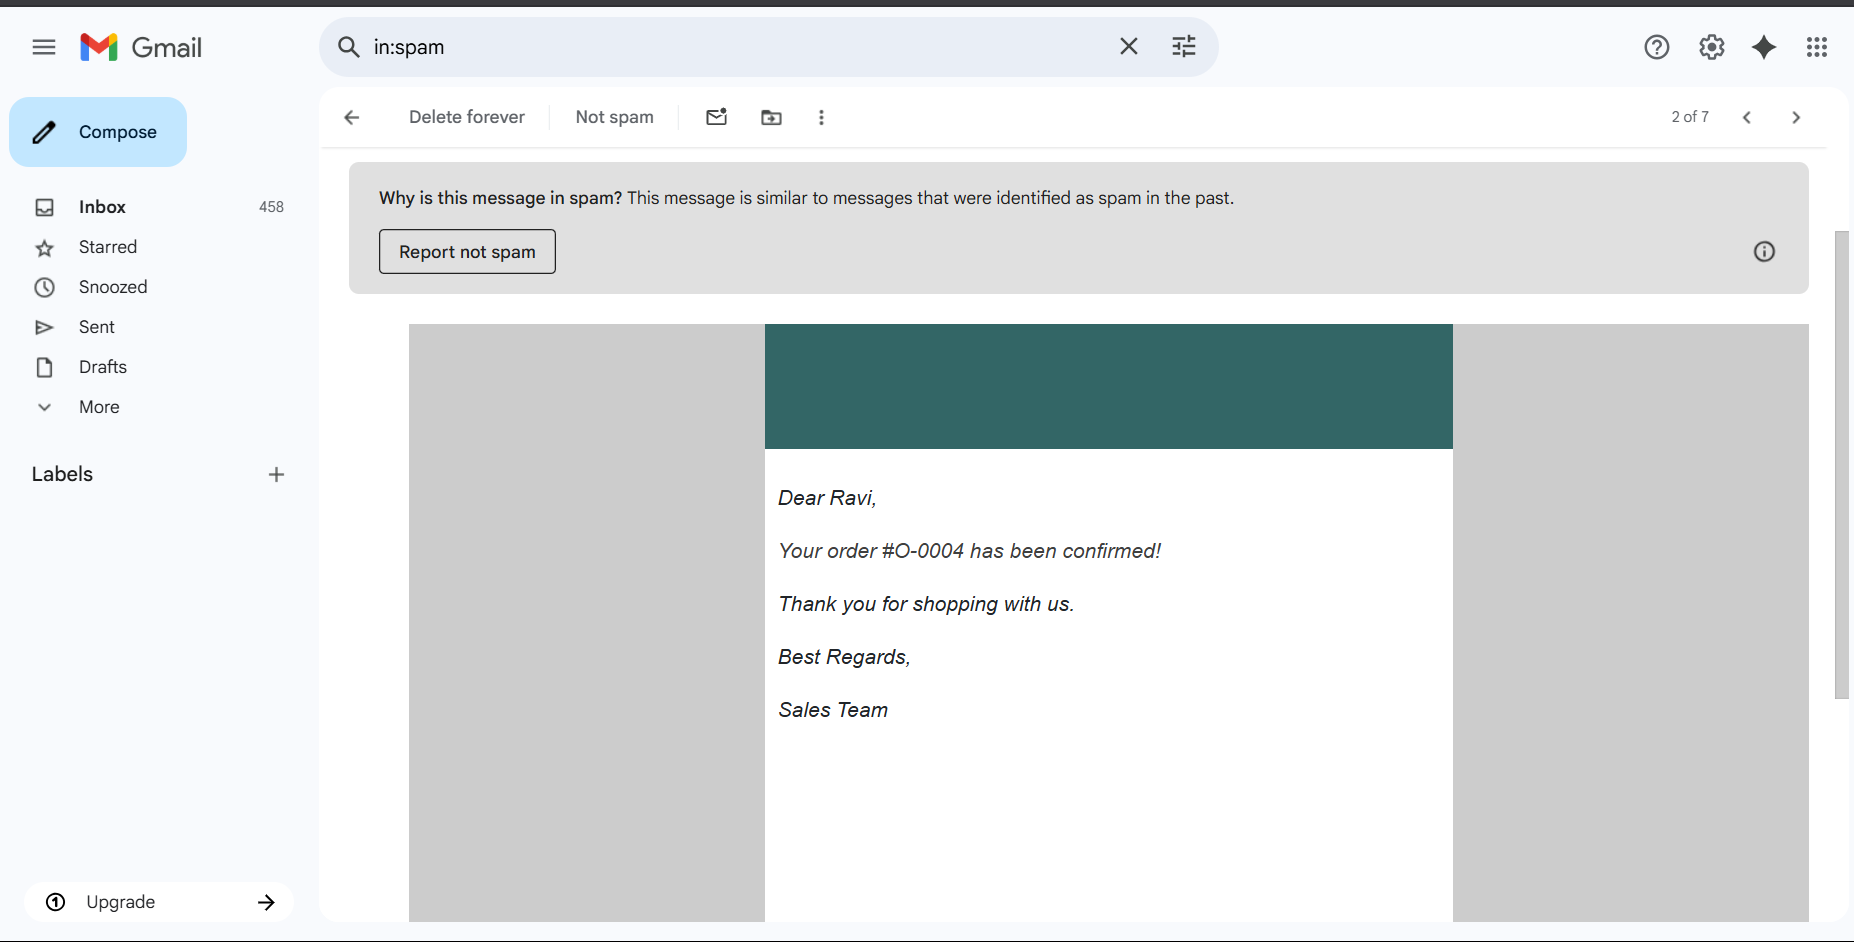 Gmail
in:spam
Compose
Inbox 458
Starred
Snoozed
Sent
Drafts
More
Labels
Upgrade
Delete forever
Not spam
2 of 7
Why is this message in spam? This message is similar to messages that were identified as spam in the past.
Report not spam
Dear Ravi,
Your order #O-0004 has been confirmed!
Thank you for shopping with us.
Best Regards,
Sales Team